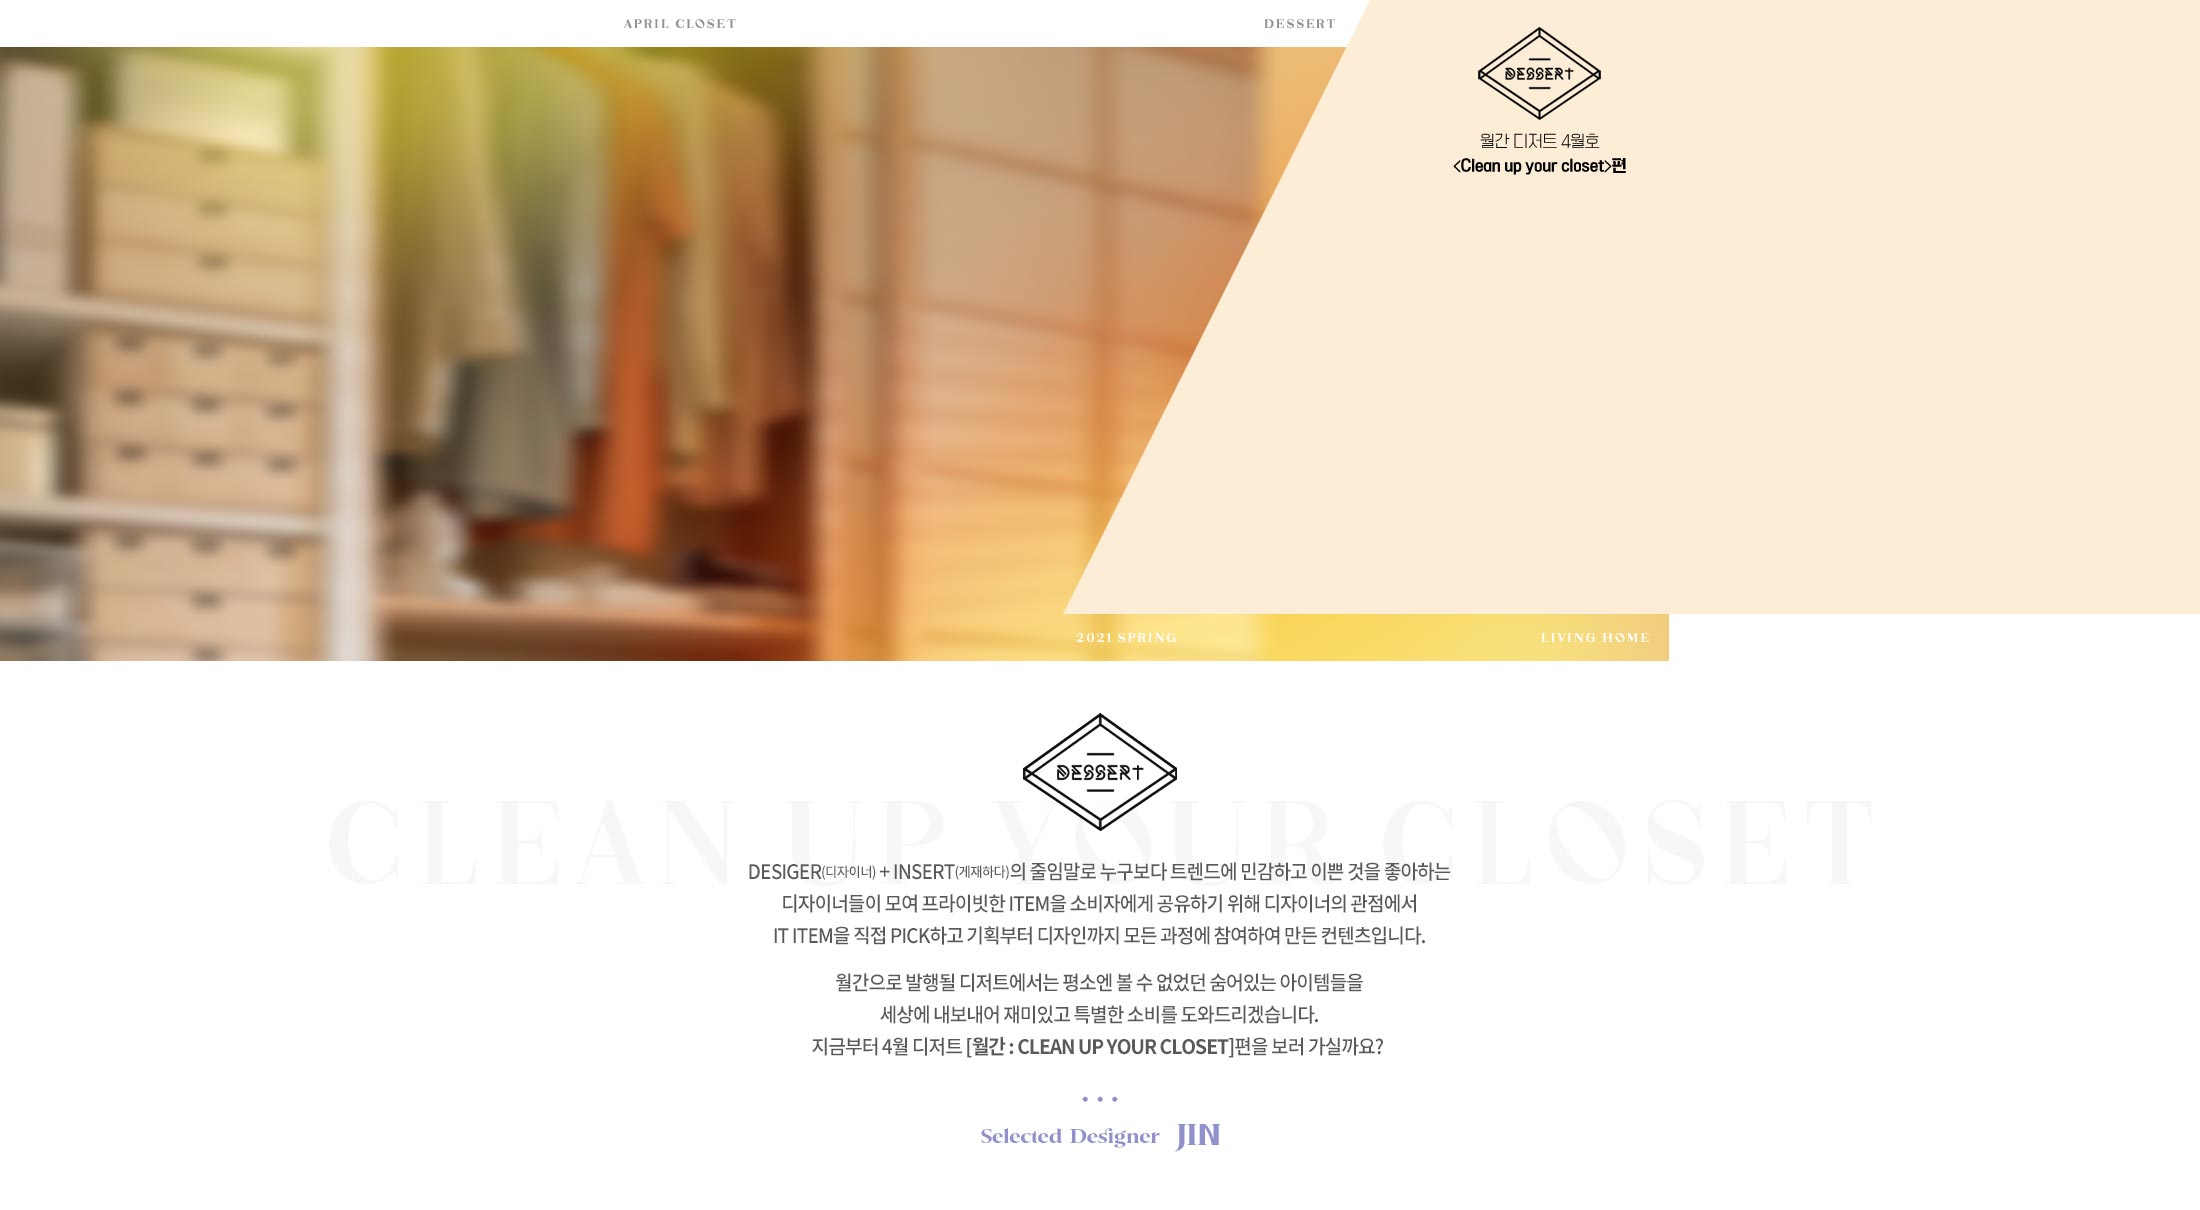 APRIL CLOSET
DESSERT
DESSERT
월간 디저트 4월호
<Clean up your closet>편
2021 SPRING
LIVING HOME
DESSERT
CLEAN UP YOUR CLOSET
DESIGER(디자이너) + INSERT(게재하다)의 줄임말로 누구보다 트렌드에 민감하고 이쁜 것을 좋아하는
디자이너들이 모여 프라이빗한 ITEM을 소비자에게 공유하기 위해 디자이너의 관점에서
IT ITEM을 직접 PICK하고 기획부터 디자인까지 모든 과정에 참여하여 만든 컨텐츠입니다.
월간으로 발행될 디저트에서는 평소엔 볼 수 없었던 숨어있는 아이템들을
세상에 내보내어 재미있고 특별한 소비를 도와드리겠습니다.
지금부터 4월 디저트 [월간 : CLEAN UP YOUR CLOSET]편을 보러 가실까요?
• • •
Selected Designer JIN